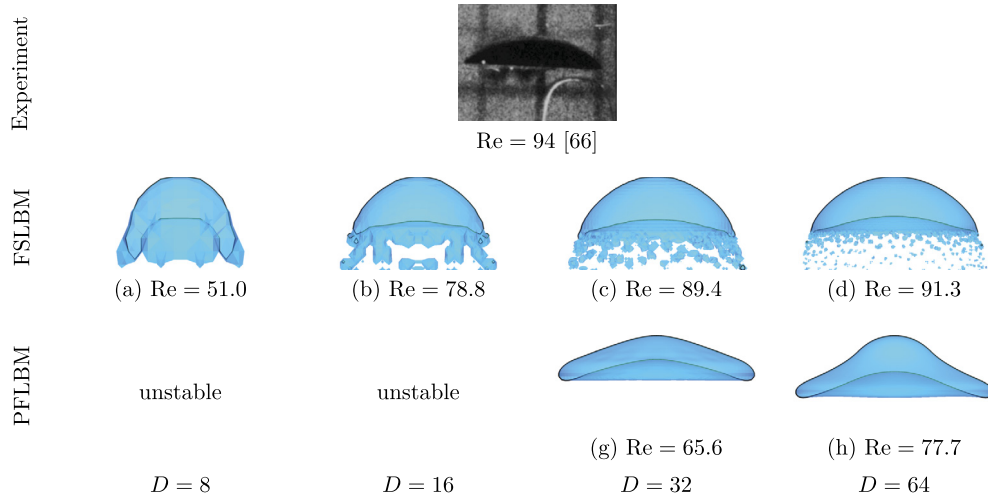 Experiment
Re = 94 [66]
FSLBM
(a) Re = 51.0
(b) Re = 78.8
(c) Re = 89.4
(d) Re = 91.3
PFLBM
unstable
unstable
(g) Re = 65.6
(h) Re = 77.7
D = 8
D = 16
D = 32
D = 64